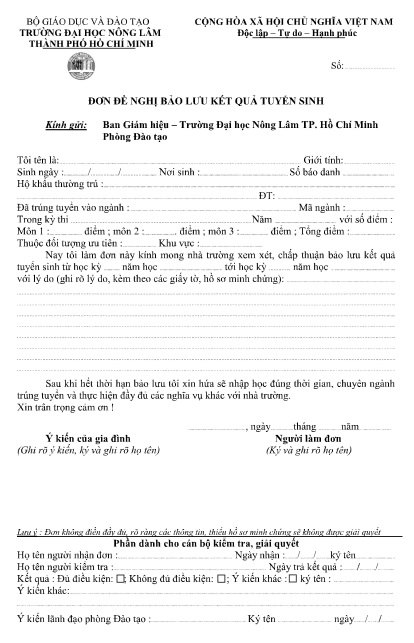 BỘ GIÁO DỤC VÀ ĐÀO TẠO
TRƯỜNG ĐẠI HỌC NÔNG LÂM
THÀNH PHỐ HỒ CHÍ MINH
CỘNG HÒA XÃ HỘI CHỦ NGHĨA VIỆT NAM
Độc lập – Tự do – Hạnh phúc
Số:
ĐƠN ĐỀ NGHỊ BẢO LƯU KẾT QUẢ TUYỂN SINH
Kính gửi: Ban Giám hiệu – Trường Đại học Nông Lâm TP. Hồ Chí Minh
Phòng Đào tạo
Tôi tên là: Giới tính:
Sinh ngày : / / Nơi sinh : Số báo danh
Hộ khẩu thường trú :
ĐT:
Đã trúng tuyển vào ngành : Mã ngành :
Trong kỳ thi Năm với số điểm :
Môn 1 : điểm ; môn 2 : điểm ; môn 3 : điểm ; Tổng điểm :
Thuộc đối tượng ưu tiên : Khu vực :
Nay tôi làm đơn này kính mong nhà trường xem xét, chấp thuận bảo lưu kết quả
tuyển sinh từ học kỳ năm học tới học kỳ năm học
với lý do (ghi rõ lý do, kèm theo các giấy tờ, hồ sơ minh chứng):
Sau khi hết thời hạn bảo lưu tôi xin hứa sẽ nhập học đúng thời gian, chuyên ngành
trúng tuyển và thực hiện đầy đủ các nghĩa vụ khác với nhà trường.
Xin trân trọng cảm ơn !
, ngày tháng năm
Ý kiến của gia đình Người làm đơn
(Ghi rõ ý kiến, ký và ghi rõ họ tên) (Ký và ghi rõ họ tên)
Lưu ý : Đơn không điền đầy đủ, rõ ràng các thông tin, thiếu hồ sơ minh chứng sẽ không được giải quyết
Phần dành cho cán bộ kiểm tra, giải quyết
Họ tên người nhận đơn : Ngày nhận : / / ký tên
Họ tên người kiểm tra : Ngày trả kết quả : / /
Kết quả : Đủ điều kiện: ☐; Không đủ điều kiện: ☐; Ý kiến khác : ☐ ký tên :
Ý kiến khác:
Ý kiến lãnh đạo phòng Đào tạo : Ký tên ngày / /